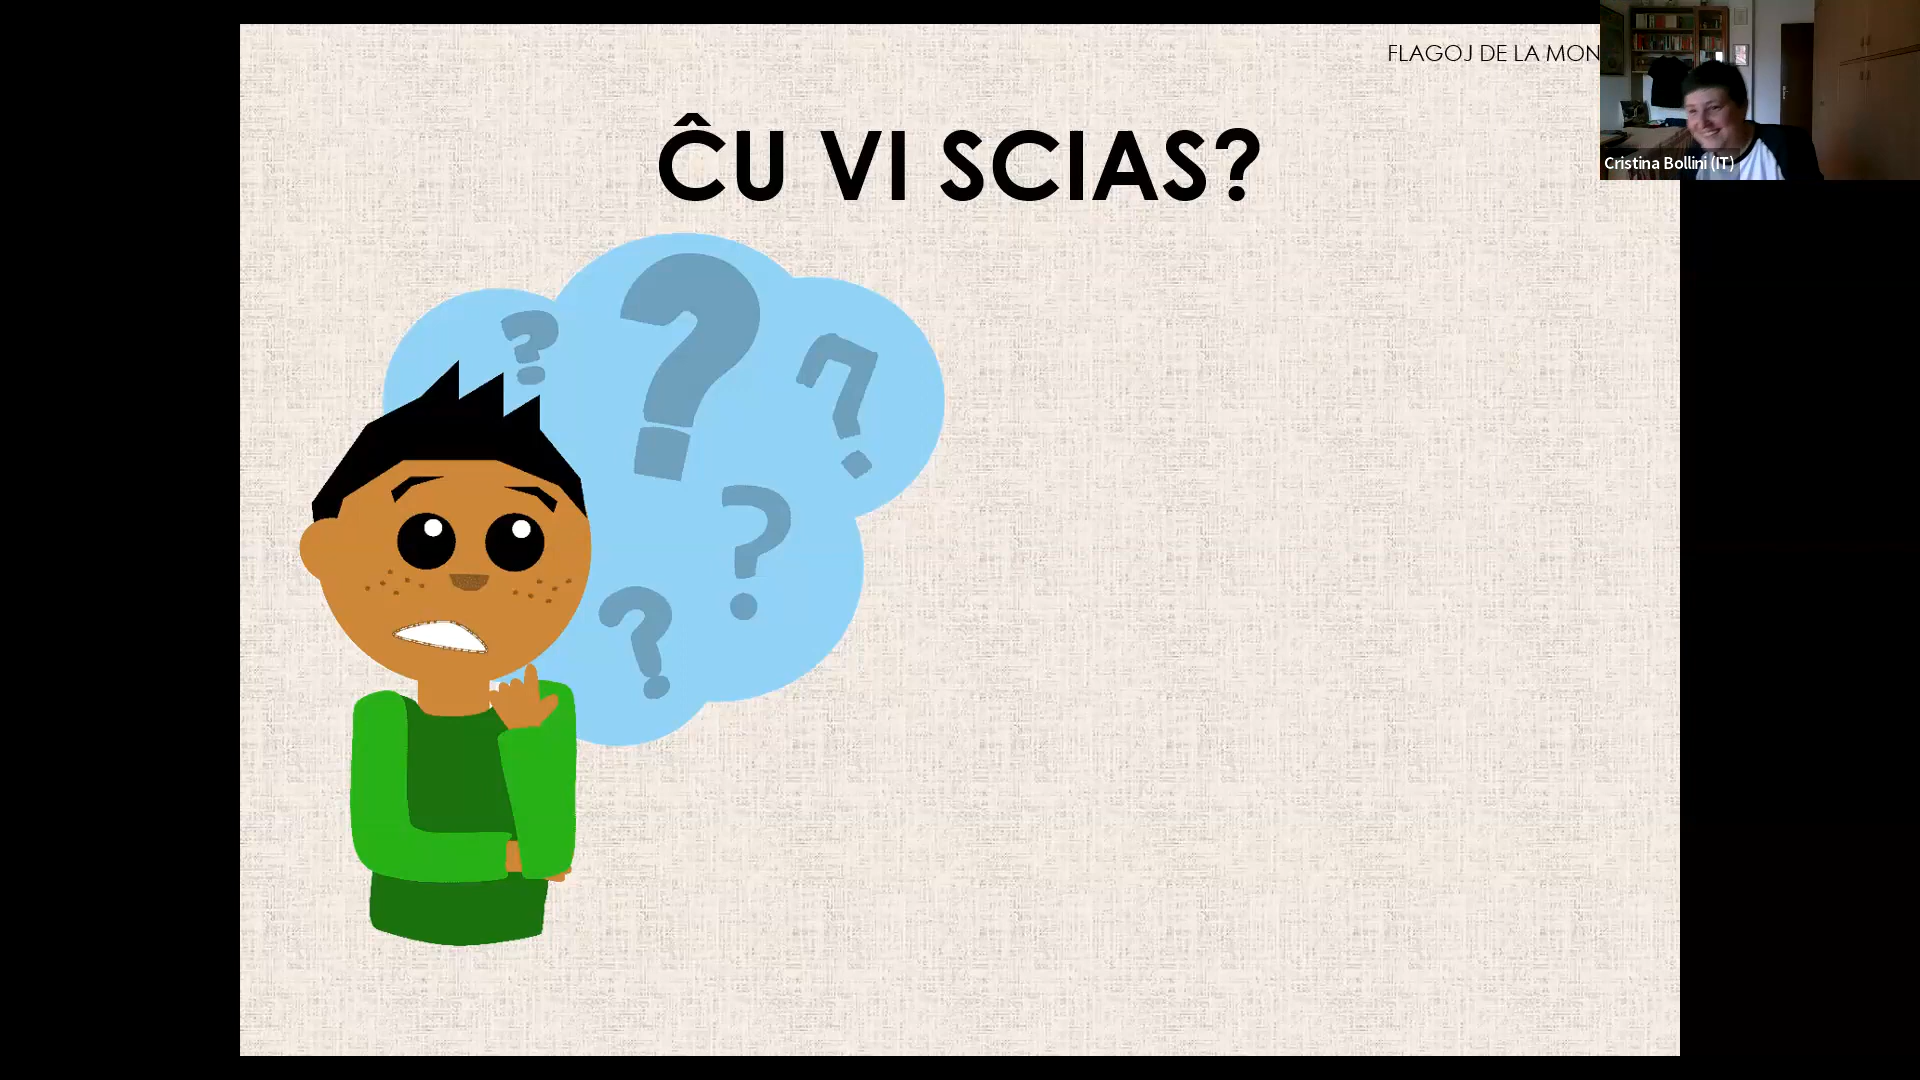 FLAGOJ DE LA MON
ĈU VI SCIAS?
Cristina Bollini (IT)
? ? ? ? ?